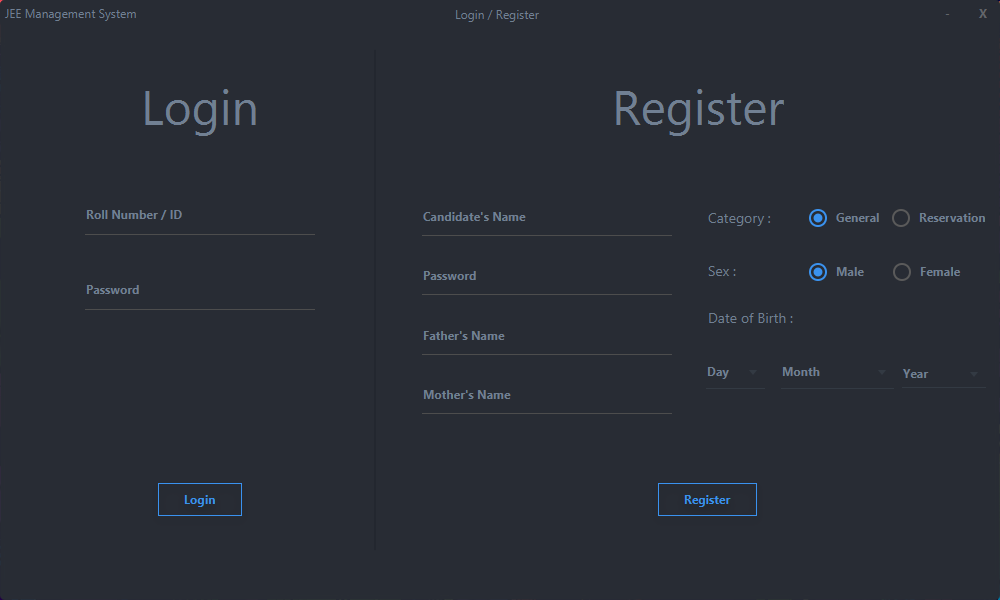 JEE Management System
Login / Register
- X
Login
Roll Number / ID
Password
Login
Register
Candidate's Name
Password
Father's Name
Mother's Name
Category : General Reservation
Sex : Male Female
Date of Birth :
Day Month Year
Register